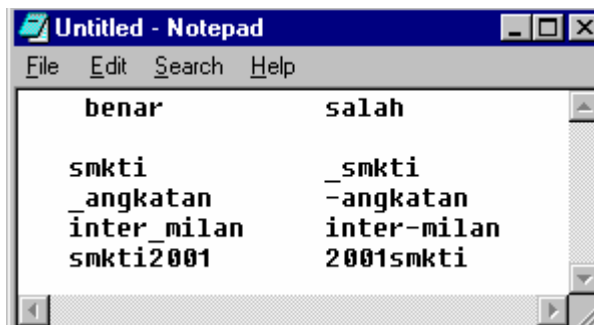 Untitled - Notepad
File Edit Search Help
benar salah
smkti _smkti
_angkatan -angkatan
inter_milan inter-milan
smkti2001 2001smkti